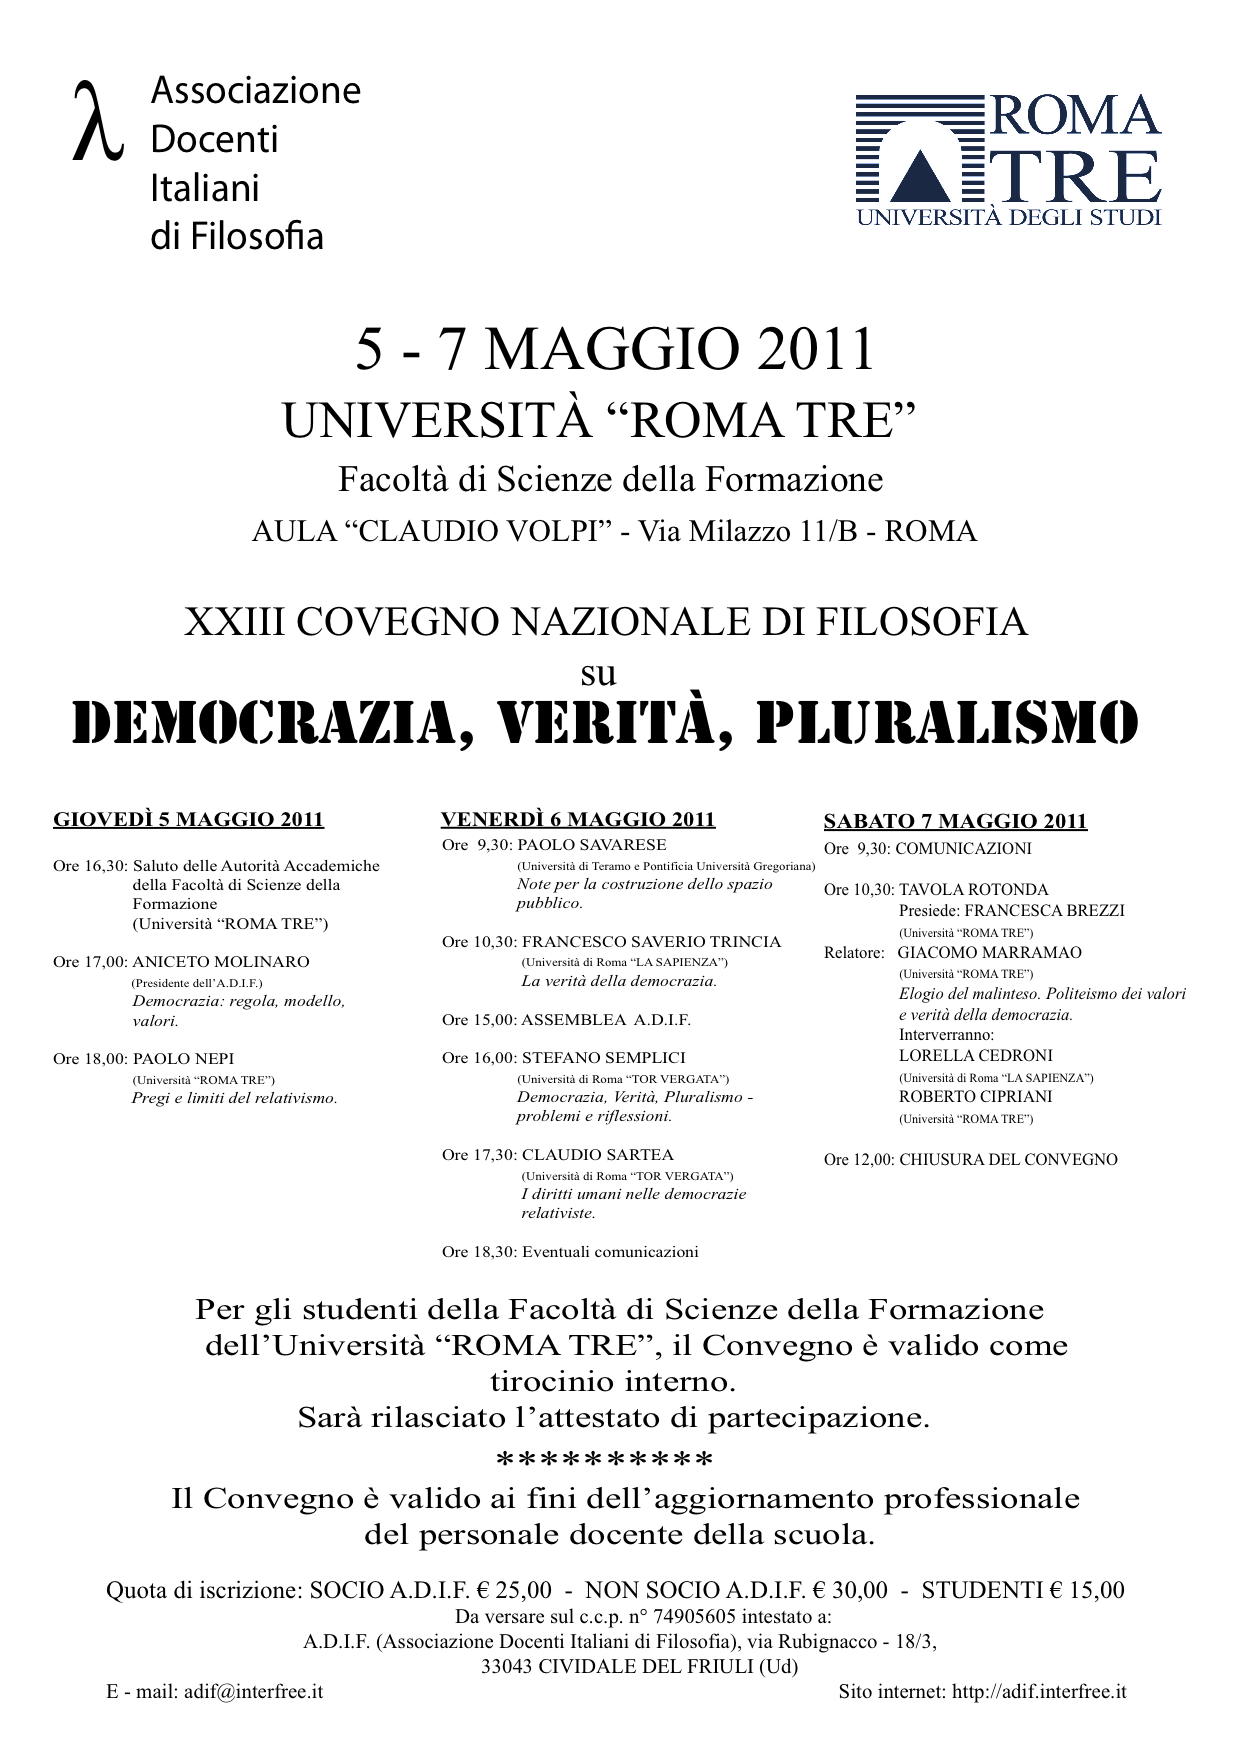 λ
Associazione
Docenti
Italiani
di Filosofia
ROMA
TRE
UNIVERSITÀ DEGLI STUDI
5 - 7 MAGGIO 2011
UNIVERSITÀ “ROMA TRE”
Facoltà di Scienze della Formazione
AULA “CLAUDIO VOLPI” - Via Milazzo 11/B - ROMA
XXIII COVEGNO NAZIONALE DI FILOSOFIA
su
DEMOCRAZIA, VERITÀ, PLURALISMO
GIOVEDÌ 5 MAGGIO 2011
Ore 16,30: Saluto delle Autorità Accademiche
della Facoltà di Scienze della
Formazione
(Università “ROMA TRE”)
Ore 17,00: ANICETO MOLINARO
(Presidente dell’A.D.I.F.)
Democrazia: regola, modello,
valori.
Ore 18,00: PAOLO NEPI
(Università “ROMA TRE”)
Pregi e limiti del relativismo.
VENERDÌ 6 MAGGIO 2011
Ore 9,30: PAOLO SAVARESE
(Università di Teramo e Pontificia Università Gregoriana)
Note per la costruzione dello spazio
pubblico.
Ore 10,30: FRANCESCO SAVERIO TRINCIA
(Università di Roma “LA SAPIENZA”)
La verità della democrazia.
Ore 15,00: ASSEMBLEA A.D.I.F.
Ore 16,00: STEFANO SEMPLICI
(Università di Roma “TOR VERGATA”)
Democrazia, Verità, Pluralismo -
problemi e riflessioni.
Ore 17,30: CLAUDIO SARTEA
(Università di Roma “TOR VERGATA”)
I diritti umani nelle democrazie
relativiste.
Ore 18,30: Eventuali comunicazioni
SABATO 7 MAGGIO 2011
Ore 9,30: COMUNICAZIONI
Ore 10,30: TAVOLA ROTONDA
Presiede: FRANCESCA BREZZI
(Università “ROMA TRE”)
Relatore: GIACOMO MARRAMAO
(Università “ROMA TRE”)
Elogio del malinteso. Politeismo dei valori
e verità della democrazia.
Interverranno:
LORELLA CEDRONI
(Università di Roma “LA SAPIENZA”)
ROBERTO CIPRIANI
(Università “ROMA TRE”)
Ore 12,00: CHIUSURA DEL CONVEGNO
Per gli studenti della Facoltà di Scienze della Formazione
dell’Università “ROMA TRE”, il Convegno è valido come
tirocinio interno.
Sarà rilasciato l’attestato di partecipazione.
**********
Il Convegno è valido ai fini dell’aggiornamento professionale
del personale docente della scuola.
Quota di iscrizione: SOCIO A.D.I.F. € 25,00 - NON SOCIO A.D.I.F. € 30,00 - STUDENTI € 15,00
Da versare sul c.c.p. n° 74905605 intestato a:
A.D.I.F. (Associazione Docenti Italiani di Filosofia), via Rubignacco - 18/3,
33043 CIVIDALE DEL FRIULI (Ud)
E - mail: adif@interfree.it
Sito internet: http://adif.interfree.it